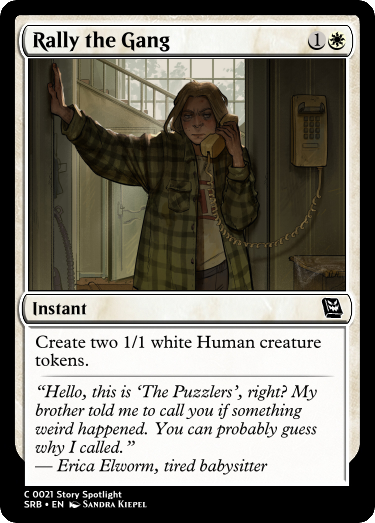 Rally the Gang 1
Instant
Create two 1/1 white Human creature
tokens.
“Hello, this is ‘The Puzzlers’, right? My
brother told me to call you if something
weird happened. You can probably guess
why I called.”
— Erica Elworm, tired babysitter
C 0021 Story Spotlight
SRB • EN Sandra Kiepel